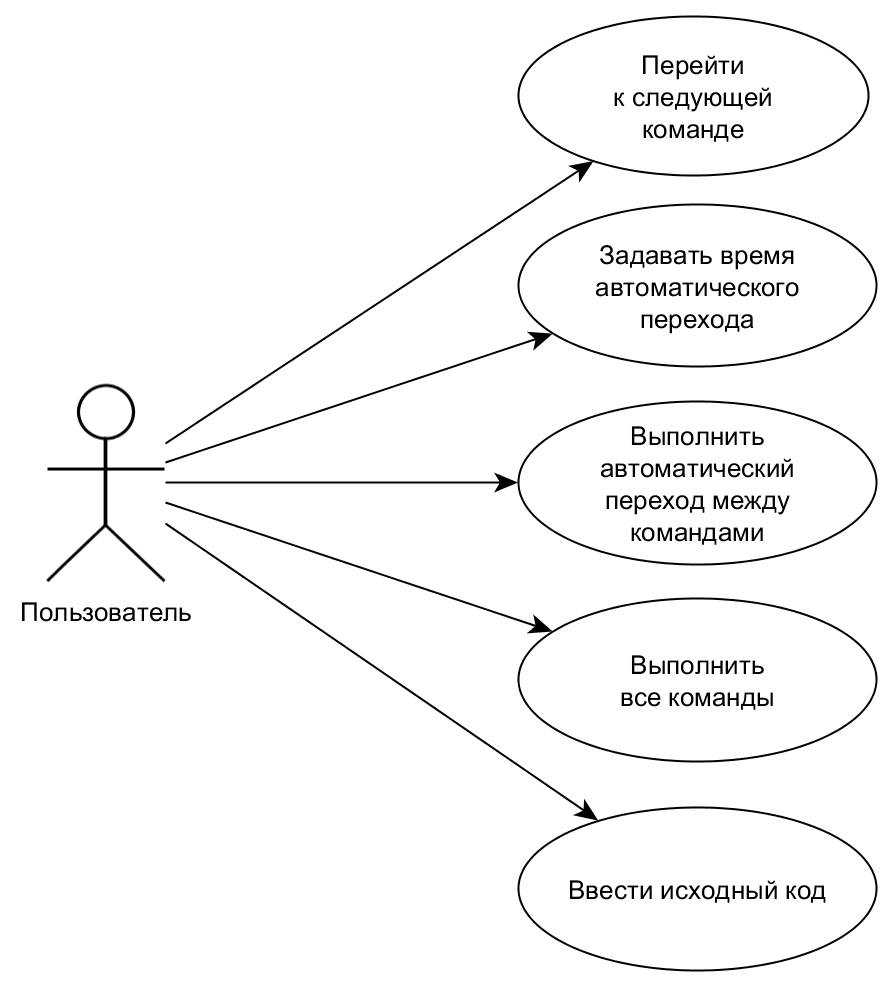 Перейти
к следующей
команде
Задавать время
автоматического
перехода
Выполнить
автоматический
переход между
командами
Пользователь
Выполнить
все команды
Ввести исходный код